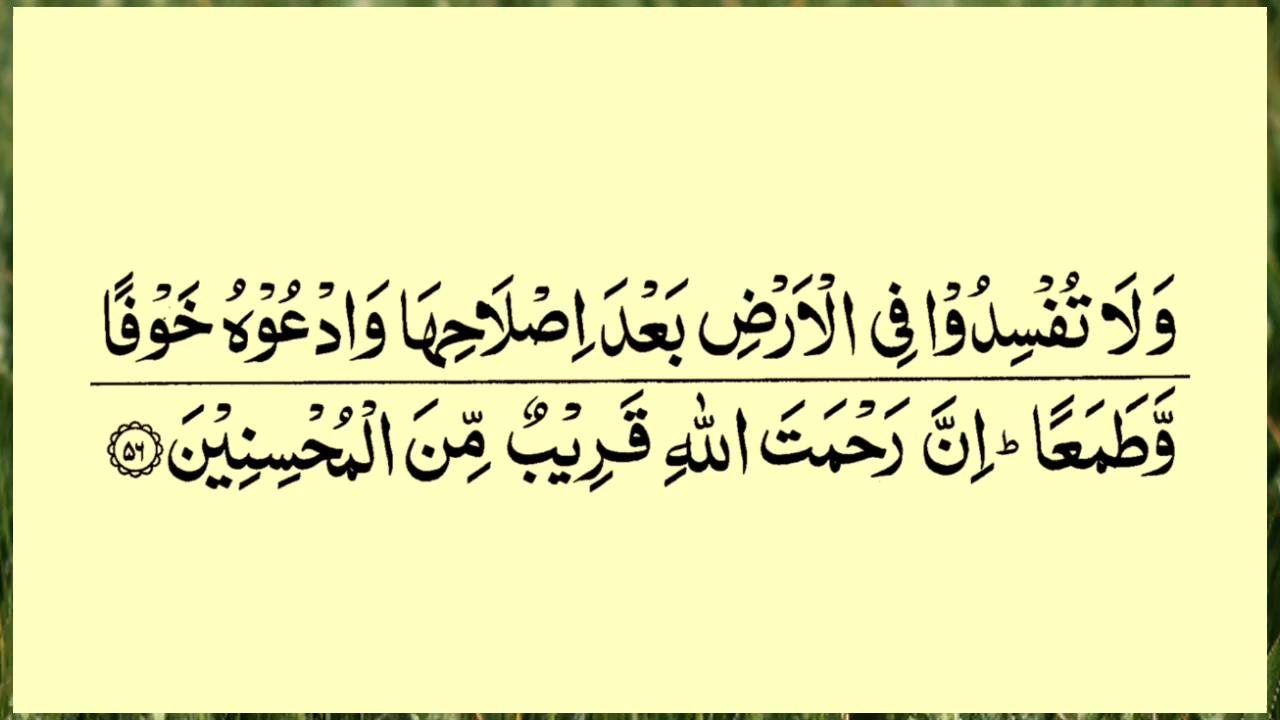 وَلَا تُفْسِدُوْا فِى الْاَرْضِ بَعْدَ اِصْلَاحِهَا وَادْعُوْهُ خَوْفًا
وَّطَمَعًا ؕ اِنَّ رَحْمَتَ اللّٰهِ قَرِيْبٌ مِّنَ الْمُحْسِنِيْنَ ۝۵۶